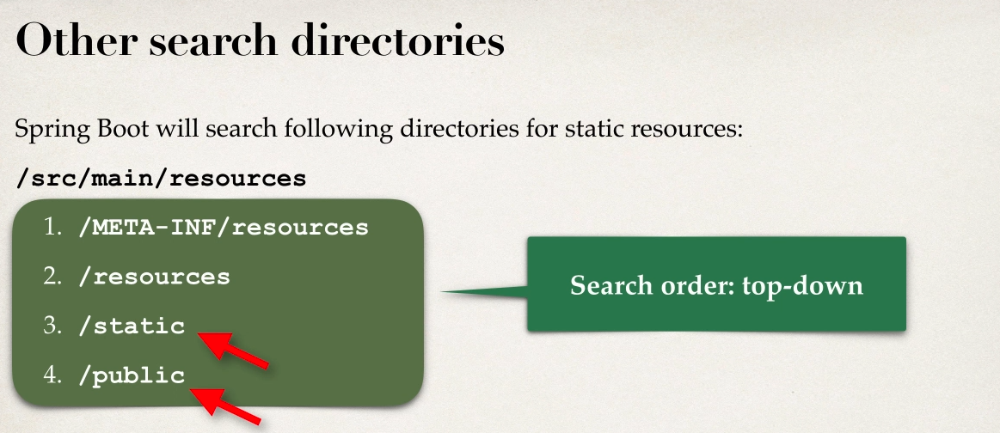 Other search directories
Spring Boot will search following directories for static resources:
/src/main/resources
1. /META-INF/resources
2. /resources
3. /static
4. /public
Search order: top-down